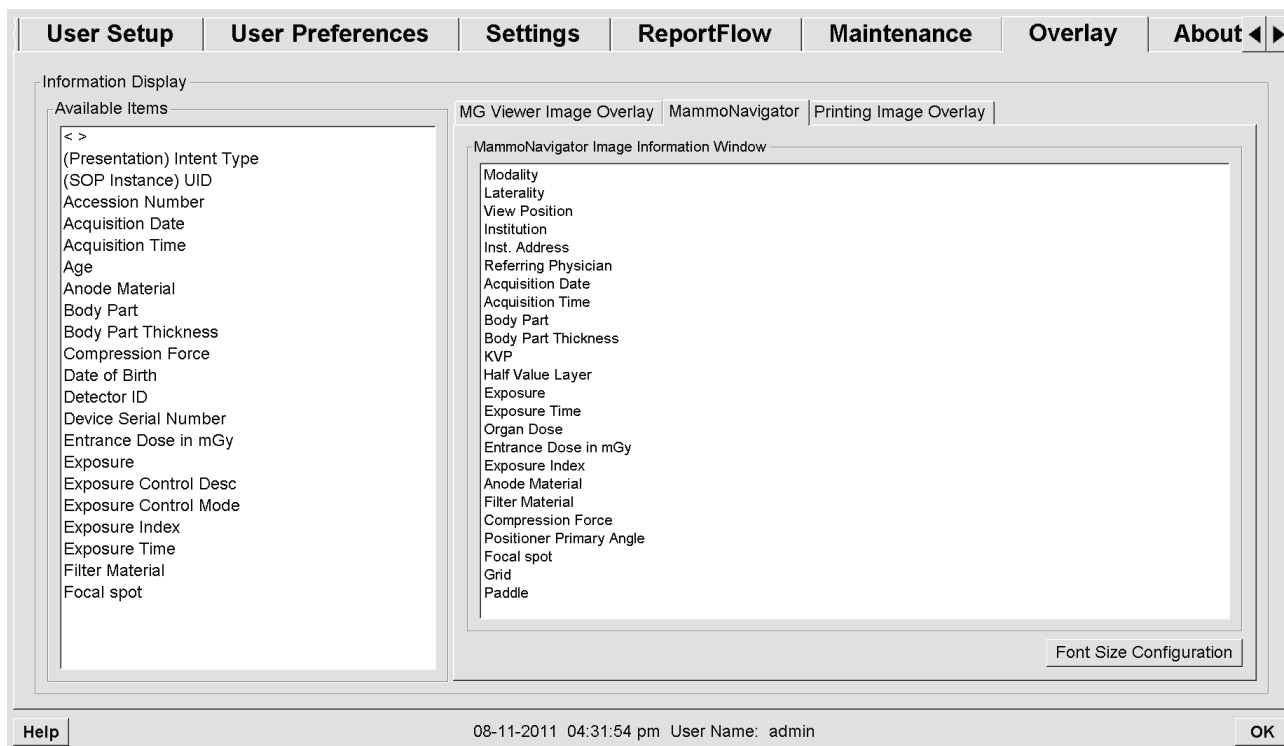 User Setup User Preferences Settings ReportFlow Maintenance Overlay About
Information Display
Available Items
< >
(Presentation) Intent Type
(SOP Instance) UID
Accession Number
Acquisition Date
Acquisition Time
Age
Anode Material
Body Part
Body Part Thickness
Compression Force
Date of Birth
Detector ID
Device Serial Number
Entrance Dose in mGy
Exposure
Exposure Control Desc
Exposure Control Mode
Exposure Index
Exposure Time
Filter Material
Focal spot
MG Viewer Image Overlay MammoNavigator Printing Image Overlay
MammoNavigator Image Information Window
Modality
Laterality
View Position
Institution
Inst. Address
Referring Physician
Acquisition Date
Acquisition Time
Body Part
Body Part Thickness
KVP
Half Value Layer
Exposure
Exposure Time
Organ Dose
Entrance Dose in mGy
Exposure Index
Anode Material
Filter Material
Compression Force
Positioner Primary Angle
Focal spot
Grid
Paddle
Font Size Configuration
Help 08-11-2011 04:31:54 pm User Name: admin OK